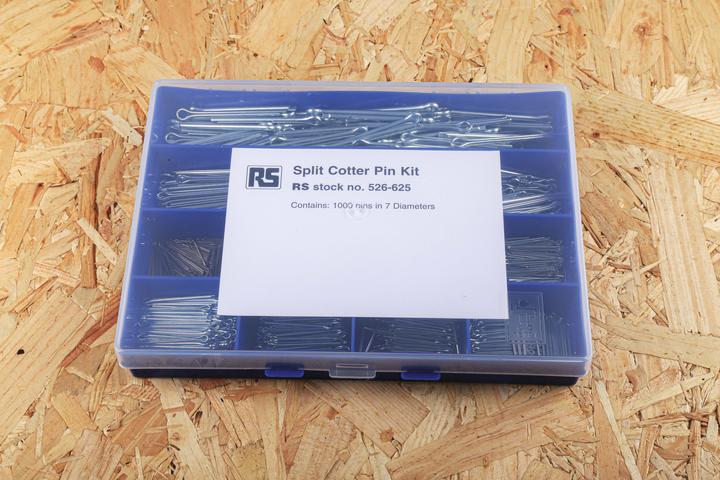 RS
Split Cotter Pin Kit
RS stock no. 526-625
Contains: 1000 pins in 7 Diameters